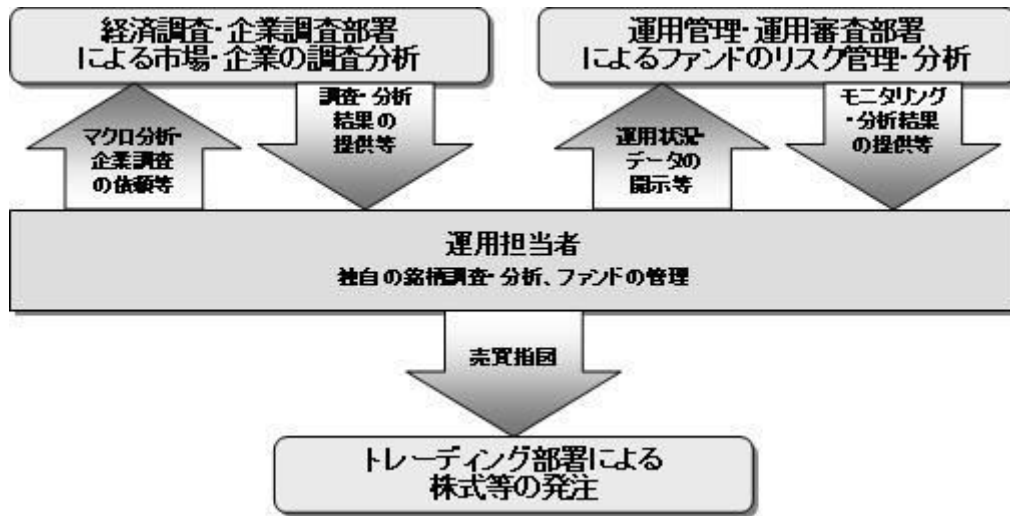 経済調査・企業調査部署
による市場・企業の調査分析
運用管理・運用審査部署
によるファンドのリスク管理・分析
マクロ分析・
企業調査
の依頼等
調査・分析
結果の
提供等
運用状況・
データの
開示等
モニタリング
・分析結果
の提供等
運用担当者
独自の銘柄調査・分析、ファンドの管理
売買指図
トレーディング部署による
株式等の発注